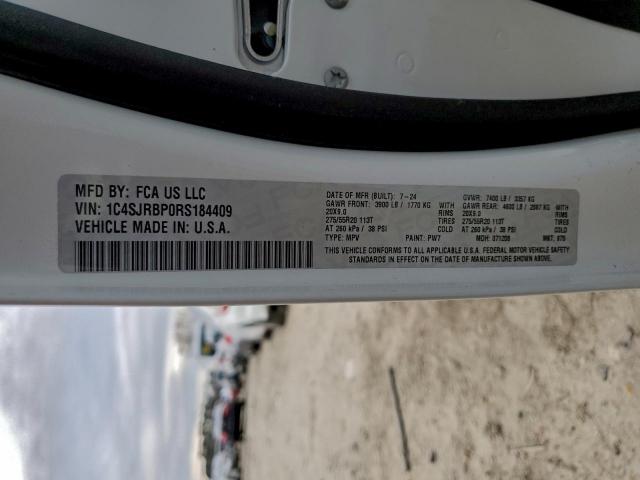 MFD BY: FCA US LLC
VIN: 1C4SJRBP0RS184409
VEHICLE MADE IN: U.S.A.
DATE OF MFR (BUILT): 7-24
GVWR: 7400 LB / 3357 KG
GAWR FRONT: 3900 LB / 1770 KG WITH
GAWR REAR: 4600 LB / 2087 KG WITH
20X9.0 RIMS
20X9.0 RIMS
275/55R20 113T TIRES
275/55R20 113T TIRES
AT 260 kPa / 38 PSI COLD
AT 260 kPa / 38 PSI COLD
TYPE: MPV PAINT: PW7 MDH: 071208
THIS VEHICLE CONFORMS TO ALL APPLICABLE U.S.A. FEDERAL MOTOR VEHICLE SAFETY
STANDARDS IN EFFECT ON THE DATE OF MANUFACTURE SHOWN ABOVE.